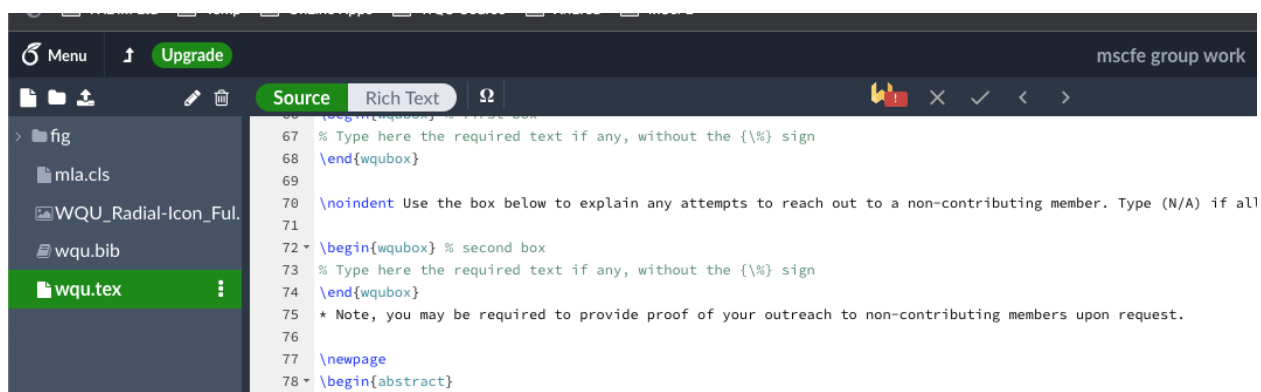 Menu Upgrade mscfe group work
Source Rich Text Ω
fig
mla.cls
WQU_Radial-Icon_Ful.
wqu.bib
wqu.tex
67 % Type here the required text if any, without the {\%} sign
68 \end{wqubox}
69
70 \noindent Use the box below to explain any attempts to reach out to a non-contributing member. Type (N/A) if all
71
72 \begin{wqubox} % second box
73 % Type here the required text if any, without the {\%} sign
74 \end{wqubox}
75 * Note, you may be required to provide proof of your outreach to non-contributing members upon request.
76
77 \newpage
78 \begin{abstract}